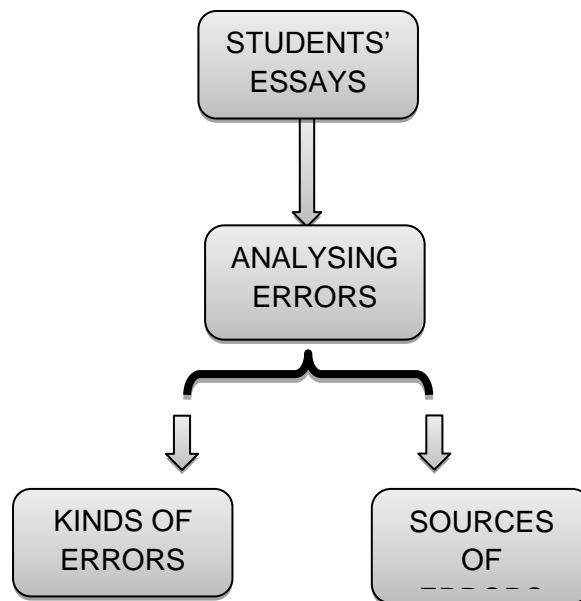 STUDENTS’
ESSAYS
ANALYSING
ERRORS
KINDS OF
ERRORS
SOURCES
OF